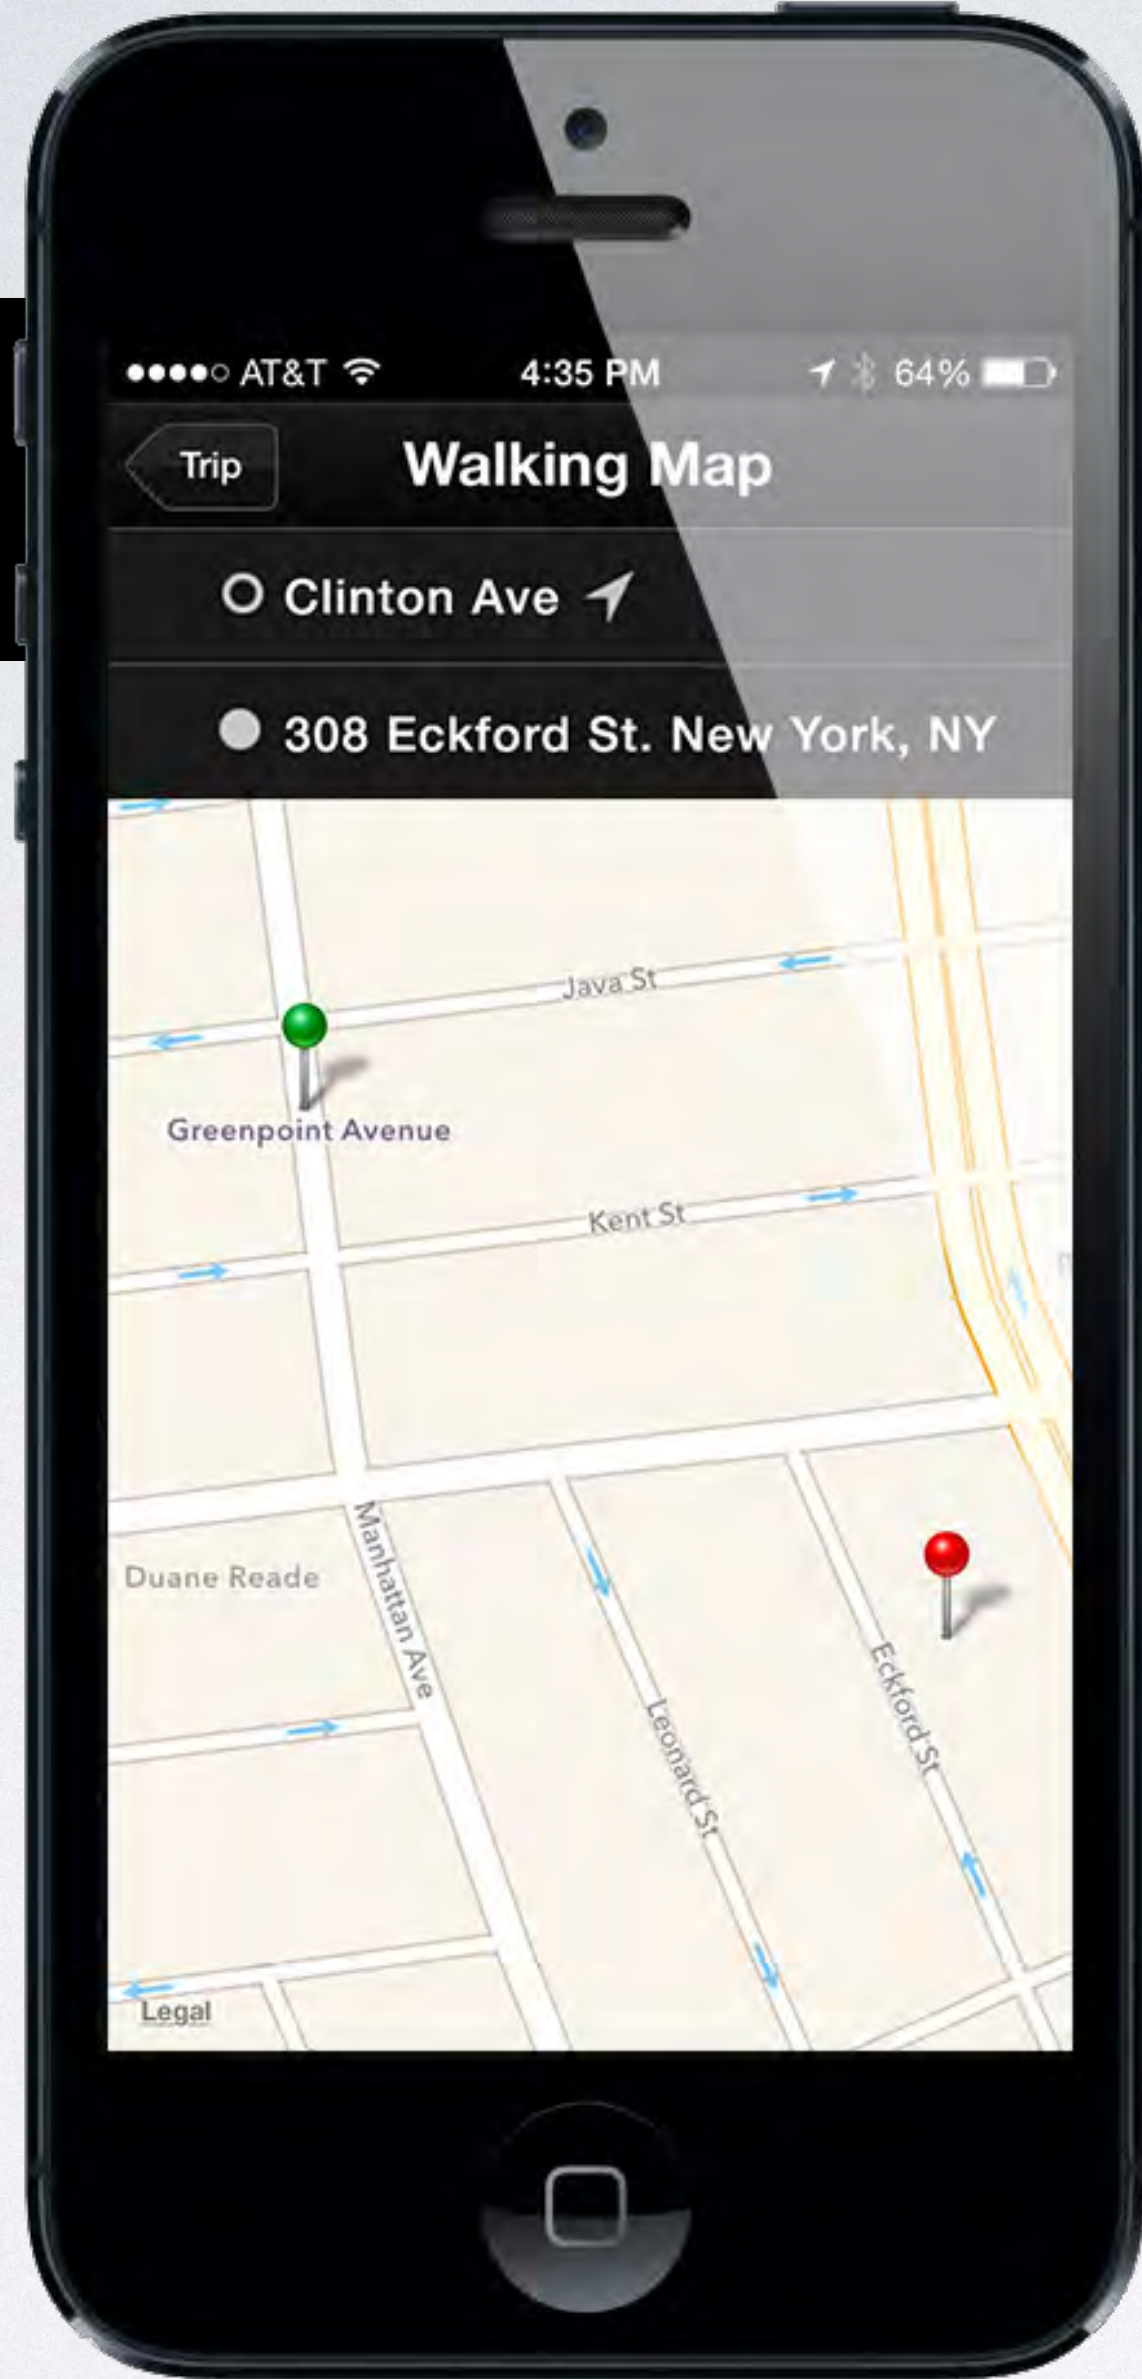 AT&T 4:35 PM 64%
Trip Walking Map
Clinton Ave
308 Eckford St. New York, NY
Java St
Greenpoint Avenue
Kent St
Manhattan Ave
Duane Reade
Eckford St
Leonard St
Legal